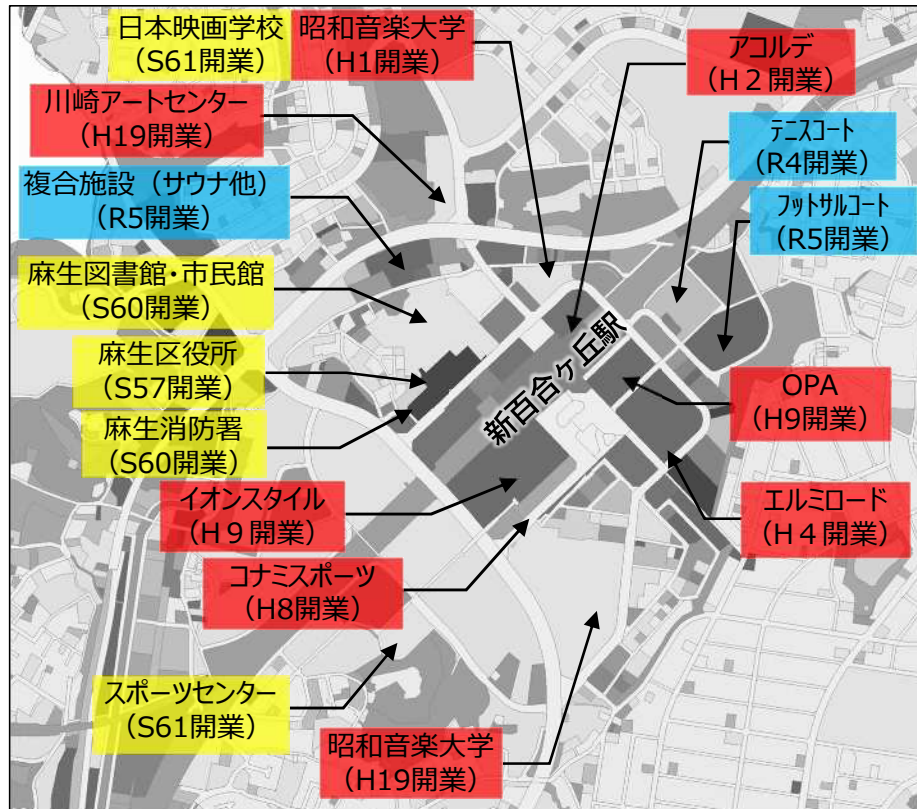 日本映画学校
（S61開業）
昭和音楽大学
（H1開業）
アコルデ
（H２開業）
川崎アートセンター
（H19開業）
テニスコート
（R4開業）
複合施設（サウナ他）
（R5開業）
フットサルコート
（R5開業）
麻生図書館・市民館
（S60開業）
新百合ヶ丘駅
麻生区役所
（S57開業）
OPA
（H9開業）
麻生消防署
（S60開業）
イオンスタイル
（H９開業）
エルミロード
（H４開業）
コナミスポーツ
（H8開業）
スポーツセンター
（S61開業）
昭和音楽大学
（H19開業）